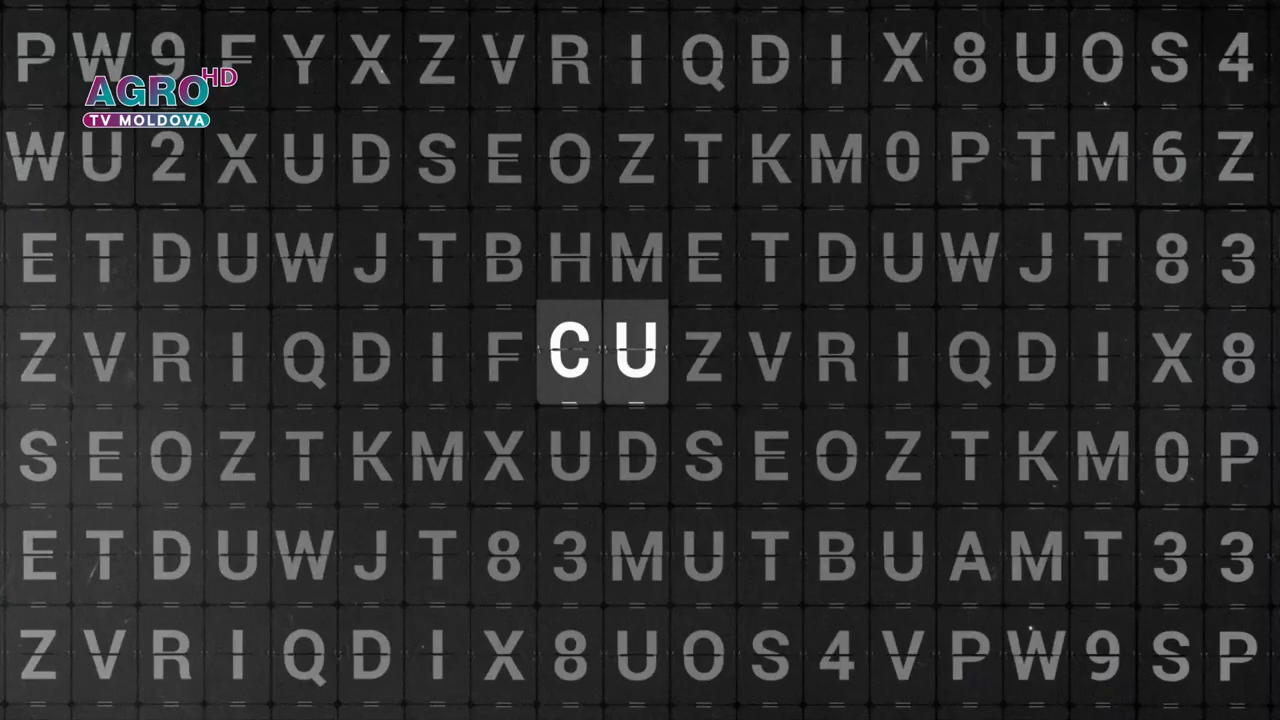 PW9FYXZVRIQDIX8UOS4
AGRO HD
TV MOLDOVA
WU2XUDSEOZTKM0PTM6Z
ETDUWJTBHMETDUWJT83
ZVRIQDIFCUZVRIQDIX8
SEOZTKMXUDSEOZTKM0P
ETDUWJT83MUTBUAMT33
ZVRIQDIX8UOS4VPW9SP